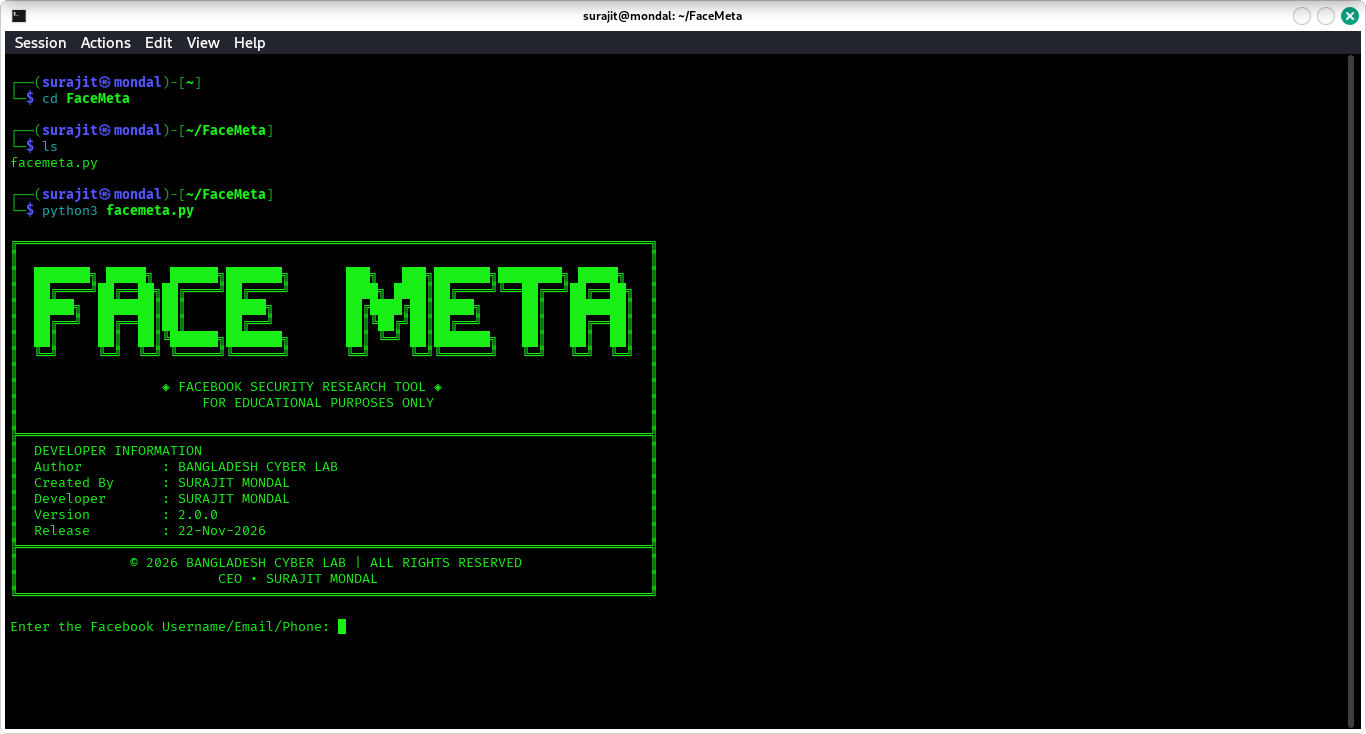 surajit@mondal: ~/FaceMeta
Session Actions Edit View Help
┌──(surajit㉿mondal)-[~]
└─$ cd FaceMeta
┌──(surajit㉿mondal)-[~/FaceMeta]
└─$ ls
facemeta.py
┌──(surajit㉿mondal)-[~/FaceMeta]
└─$ python3 facemeta.py
FACE META
◈ FACEBOOK SECURITY RESEARCH TOOL ◈
FOR EDUCATIONAL PURPOSES ONLY
DEVELOPER INFORMATION
Author : BANGLADESH CYBER LAB
Created By : SURAJIT MONDAL
Developer : SURAJIT MONDAL
Version : 2.0.0
Release : 22-Nov-2026
© 2026 BANGLADESH CYBER LAB | ALL RIGHTS RESERVED
CEO • SURAJIT MONDAL
Enter the Facebook Username/Email/Phone: